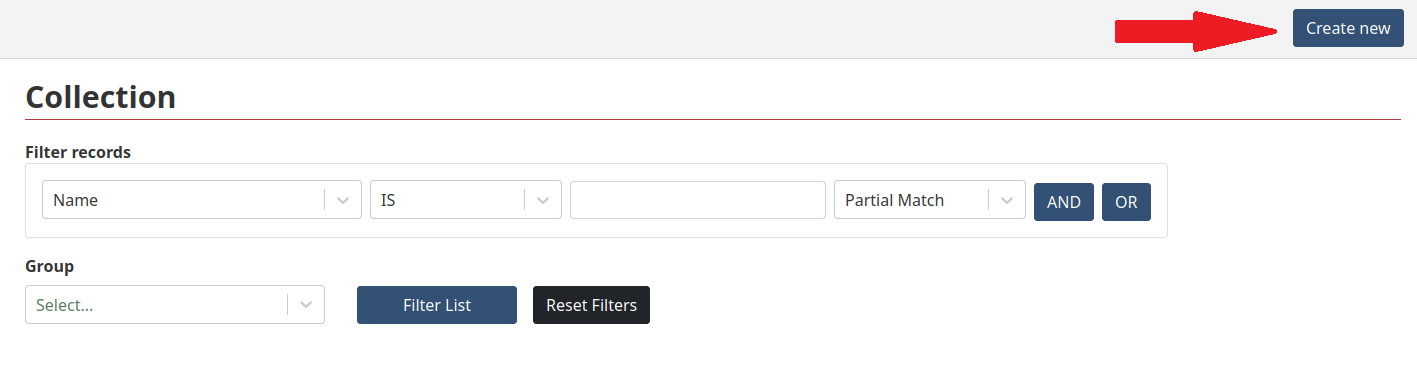 Create new
Collection
Filter records
Name IS Partial Match AND OR
Group
Select... Filter List Reset Filters